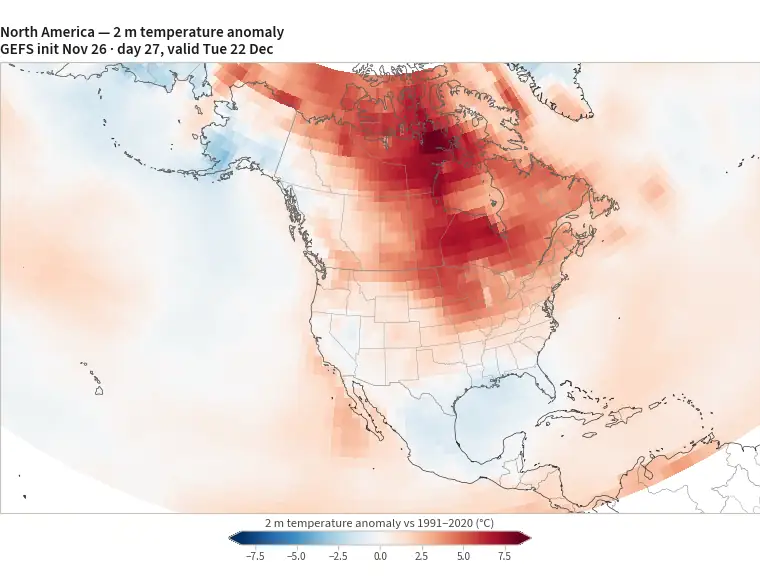 North America — 2 m temperature anomaly
GEFS init Nov 26 · day 27, valid Tue 22 Dec
2 m temperature anomaly vs 1991–2020 (°C)
−7.5 −5.0 −2.5 0.0 2.5 5.0 7.5